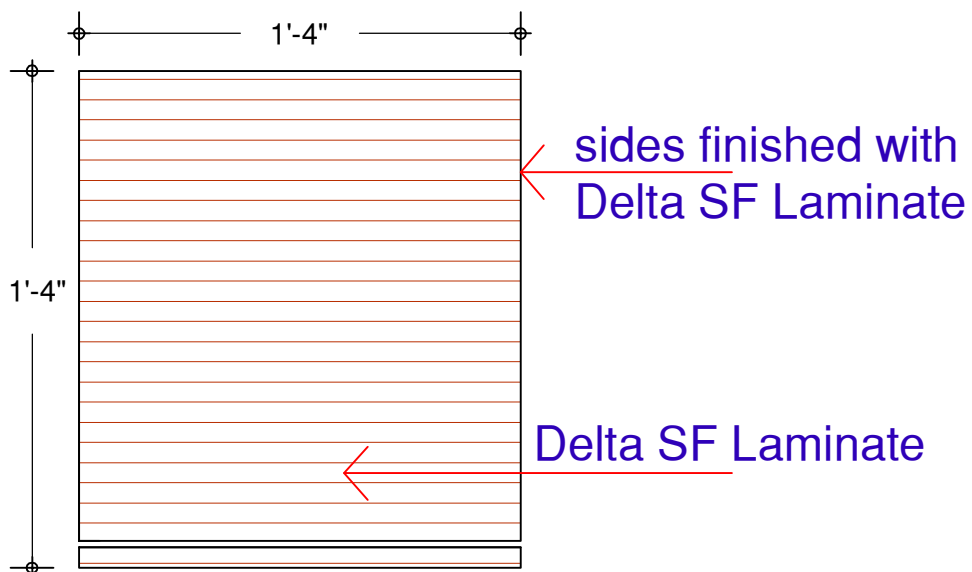 1'-4"
sides finished with
Delta SF Laminate
1'-4"
Delta SF Laminate